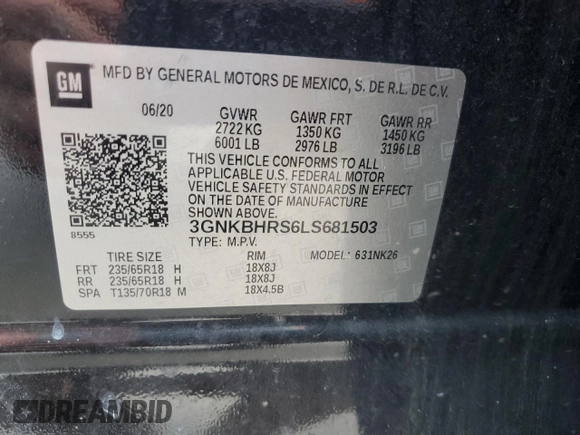 GM
MFD BY GENERAL MOTORS DE MEXICO, S. DE R.L. DE C.V.
06/20 GVWR GAWR FRT GAWR RR
2722 KG 1350 KG 1450 KG
6001 LB 2976 LB 3196 LB
THIS VEHICLE CONFORMS TO ALL
APPLICABLE U.S. FEDERAL MOTOR
VEHICLE SAFETY STANDARDS IN EFFECT
ON THE DATE OF MANUFACTURE
SHOWN ABOVE.
3GNKBHRS6LS681503
8555
TYPE: M.P.V. MODEL: 631NK26
TIRE SIZE RIM
FRT 235/65R18 H 18X8J
RR 235/65R18 H 18X8J
SPA T135/70R18 M 18X4.5B
DREAMBID